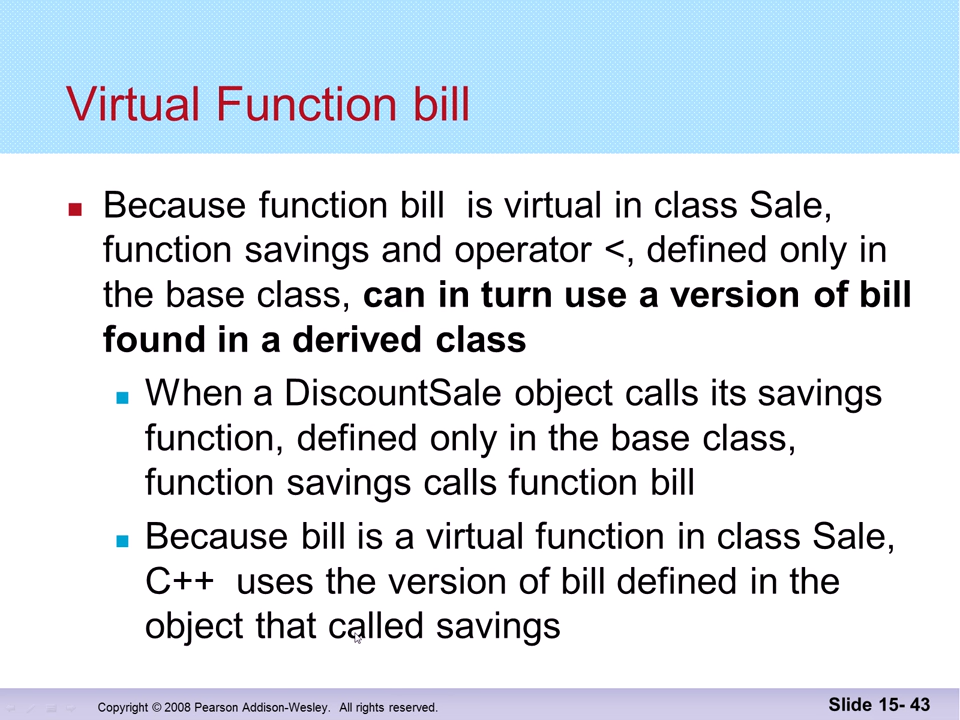 Virtual Function bill
Because function bill  is virtual in class Sale,
function savings and operator <, defined only in
the base class, can in turn use a version of bill
found in a derived class
When a DiscountSale object calls its savings
function, defined only in the base class,
function savings calls function bill
Because bill is a virtual function in class Sale,
C++  uses the version of bill defined in the
object that called savings
Copyright © 2008 Pearson Addison-Wesley.  All rights reserved.
Slide 15- 43